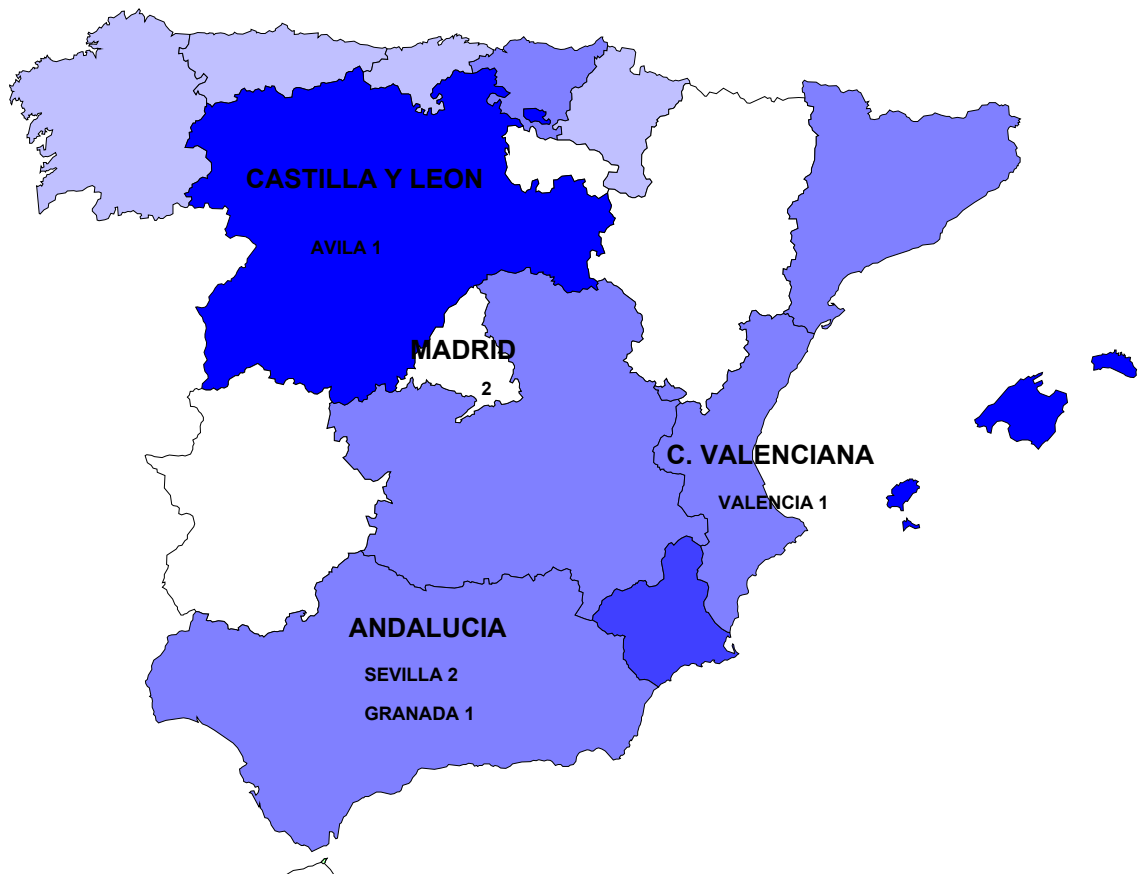 CASTILLA Y LEON
AVILA 1
MADRID
2
C. VALENCIANA
VALENCIA 1
ANDALUCIA
SEVILLA 2
GRANADA 1